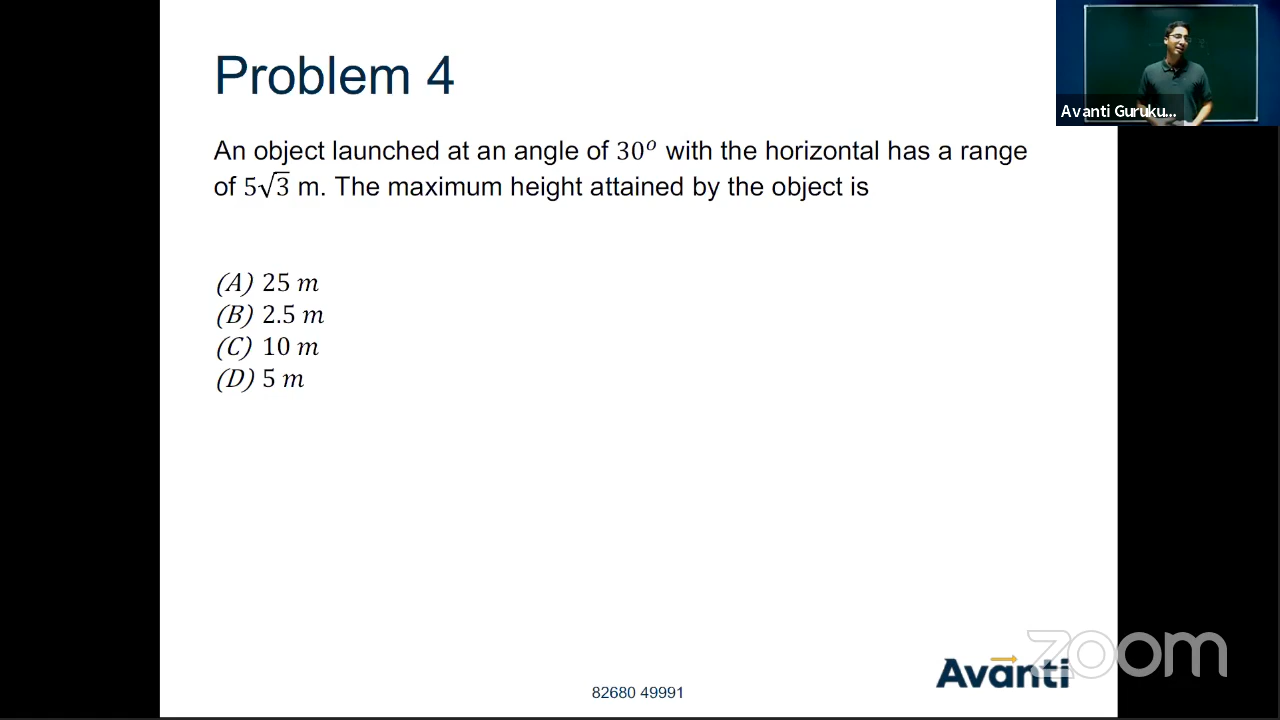 Problem 4
Avanti Guruku...
An object launched at an angle of 30° with the horizontal has a range
of 5√3 m. The maximum height attained by the object is
(A) 25 m
(B) 2.5 m
(C) 10 m
(D) 5 m
zoom
Avanti
82680 49991